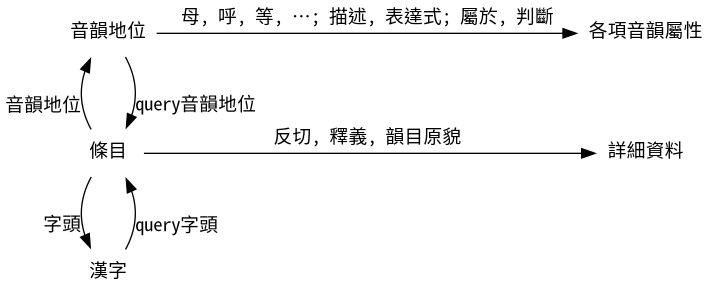 母，呼，等，…；描述，表達式；屬於，判斷
音韻地位
各項音韻屬性
音韻地位
query音韻地位
反切，釋義，韻目原貌
條目
詳細資料
字頭
query字頭
漢字